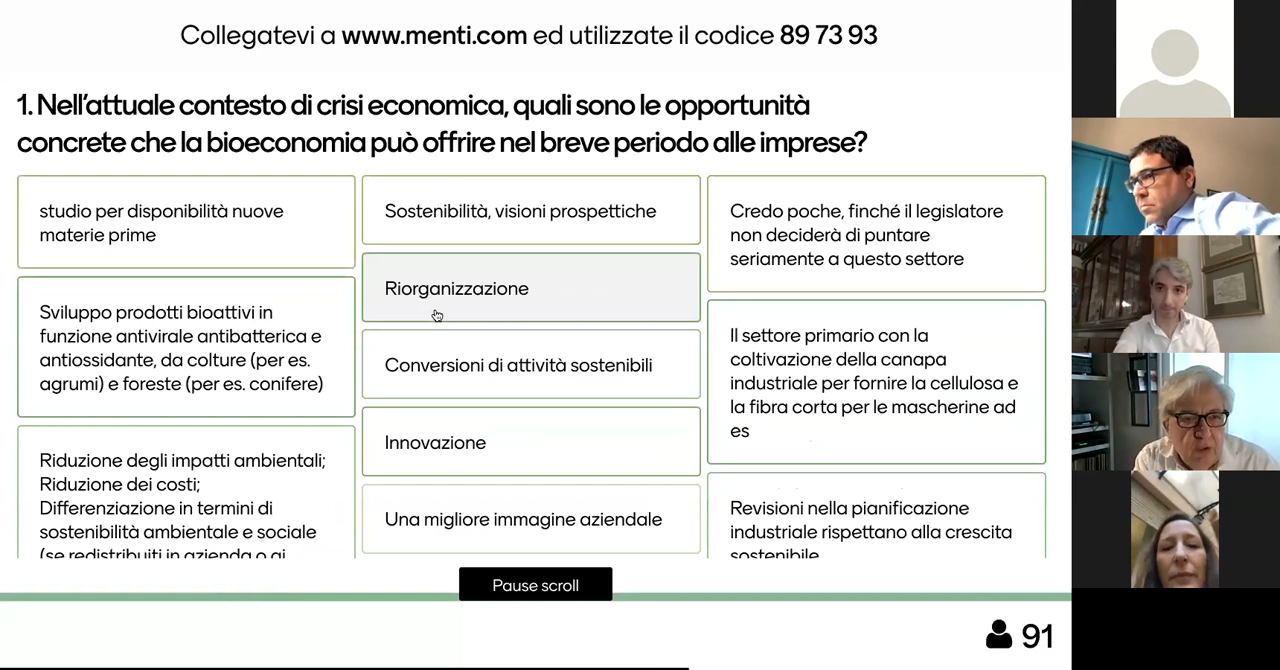 Collegatevi a www.menti.com ed utilizzate il codice 89 73 93
1. Nell'attuale contesto di crisi economica, quali sono le opportunità
concrete che la bioeconomia può offrire nel breve periodo alle imprese?
studio per disponibilità nuove
materie prime
Sviluppo prodotti bioattivi in
funzione antivirale antibatterica e
antiossidante, da colture (per es.
agrumi) e foreste (per es. conifere)
Riduzione degli impatti ambientali;
Riduzione dei costi;
Differenziazione in termini di
sostenibilità ambientale e sociale
(se redistribuiti in azienda o ai
Sostenibilità, visioni prospettiche
Riorganizzazione
Conversioni di attività sostenibili
Innovazione
Una migliore immagine aziendale
Credo poche, finché il legislatore
non deciderà di puntare
seriamente a questo settore
Il settore primario con la
coltivazione della canapa
industriale per fornire la cellulosa e
la fibra corta per le mascherine ad
es
Revisioni nella pianificazione
industriale rispettano alla crescita
sostenibile
Pause scroll
91